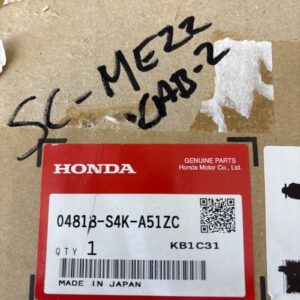 SC-ME22
CAB-2
HONDA
GENUINE PARTS
Honda Motor Co., Ltd.
04818-S4K-A51ZC
QTY 1
KB1C31
MADE IN JAPAN